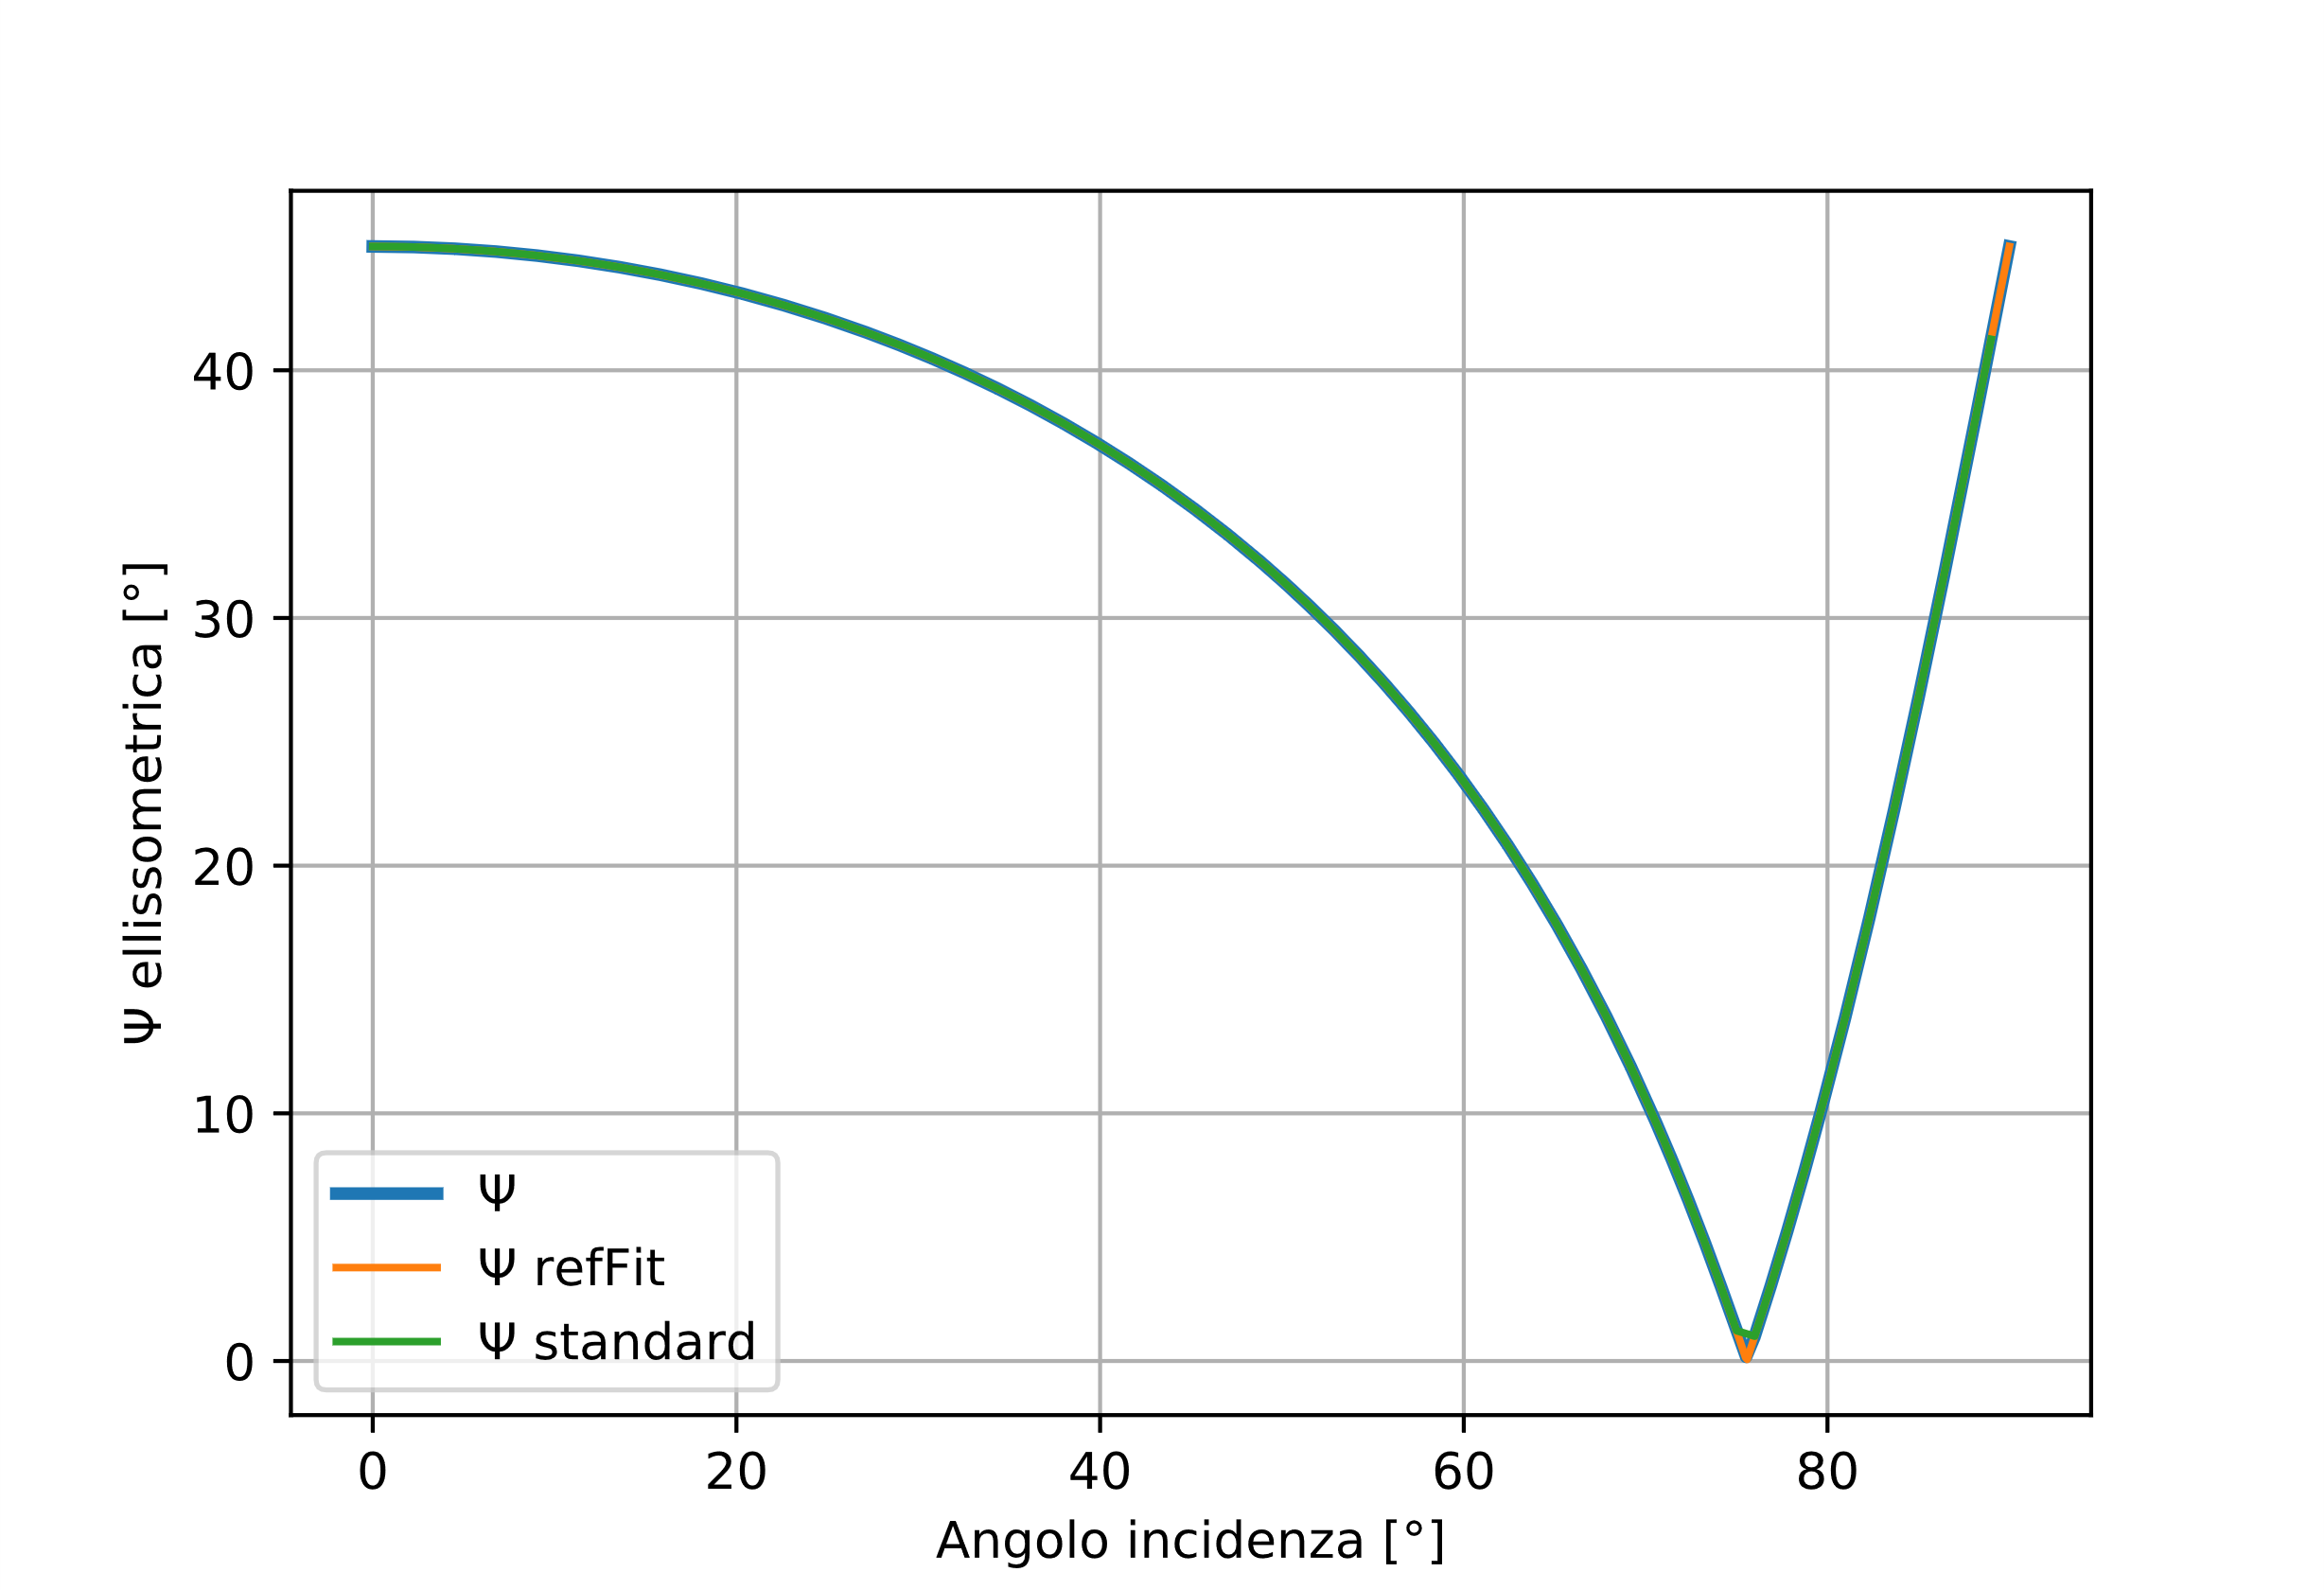 Ψ ellissometrica [°]
40
30
20
10
0
Ψ
Ψ refFit
Ψ standard
0 20 40 60 80
Angolo incidenza [°]